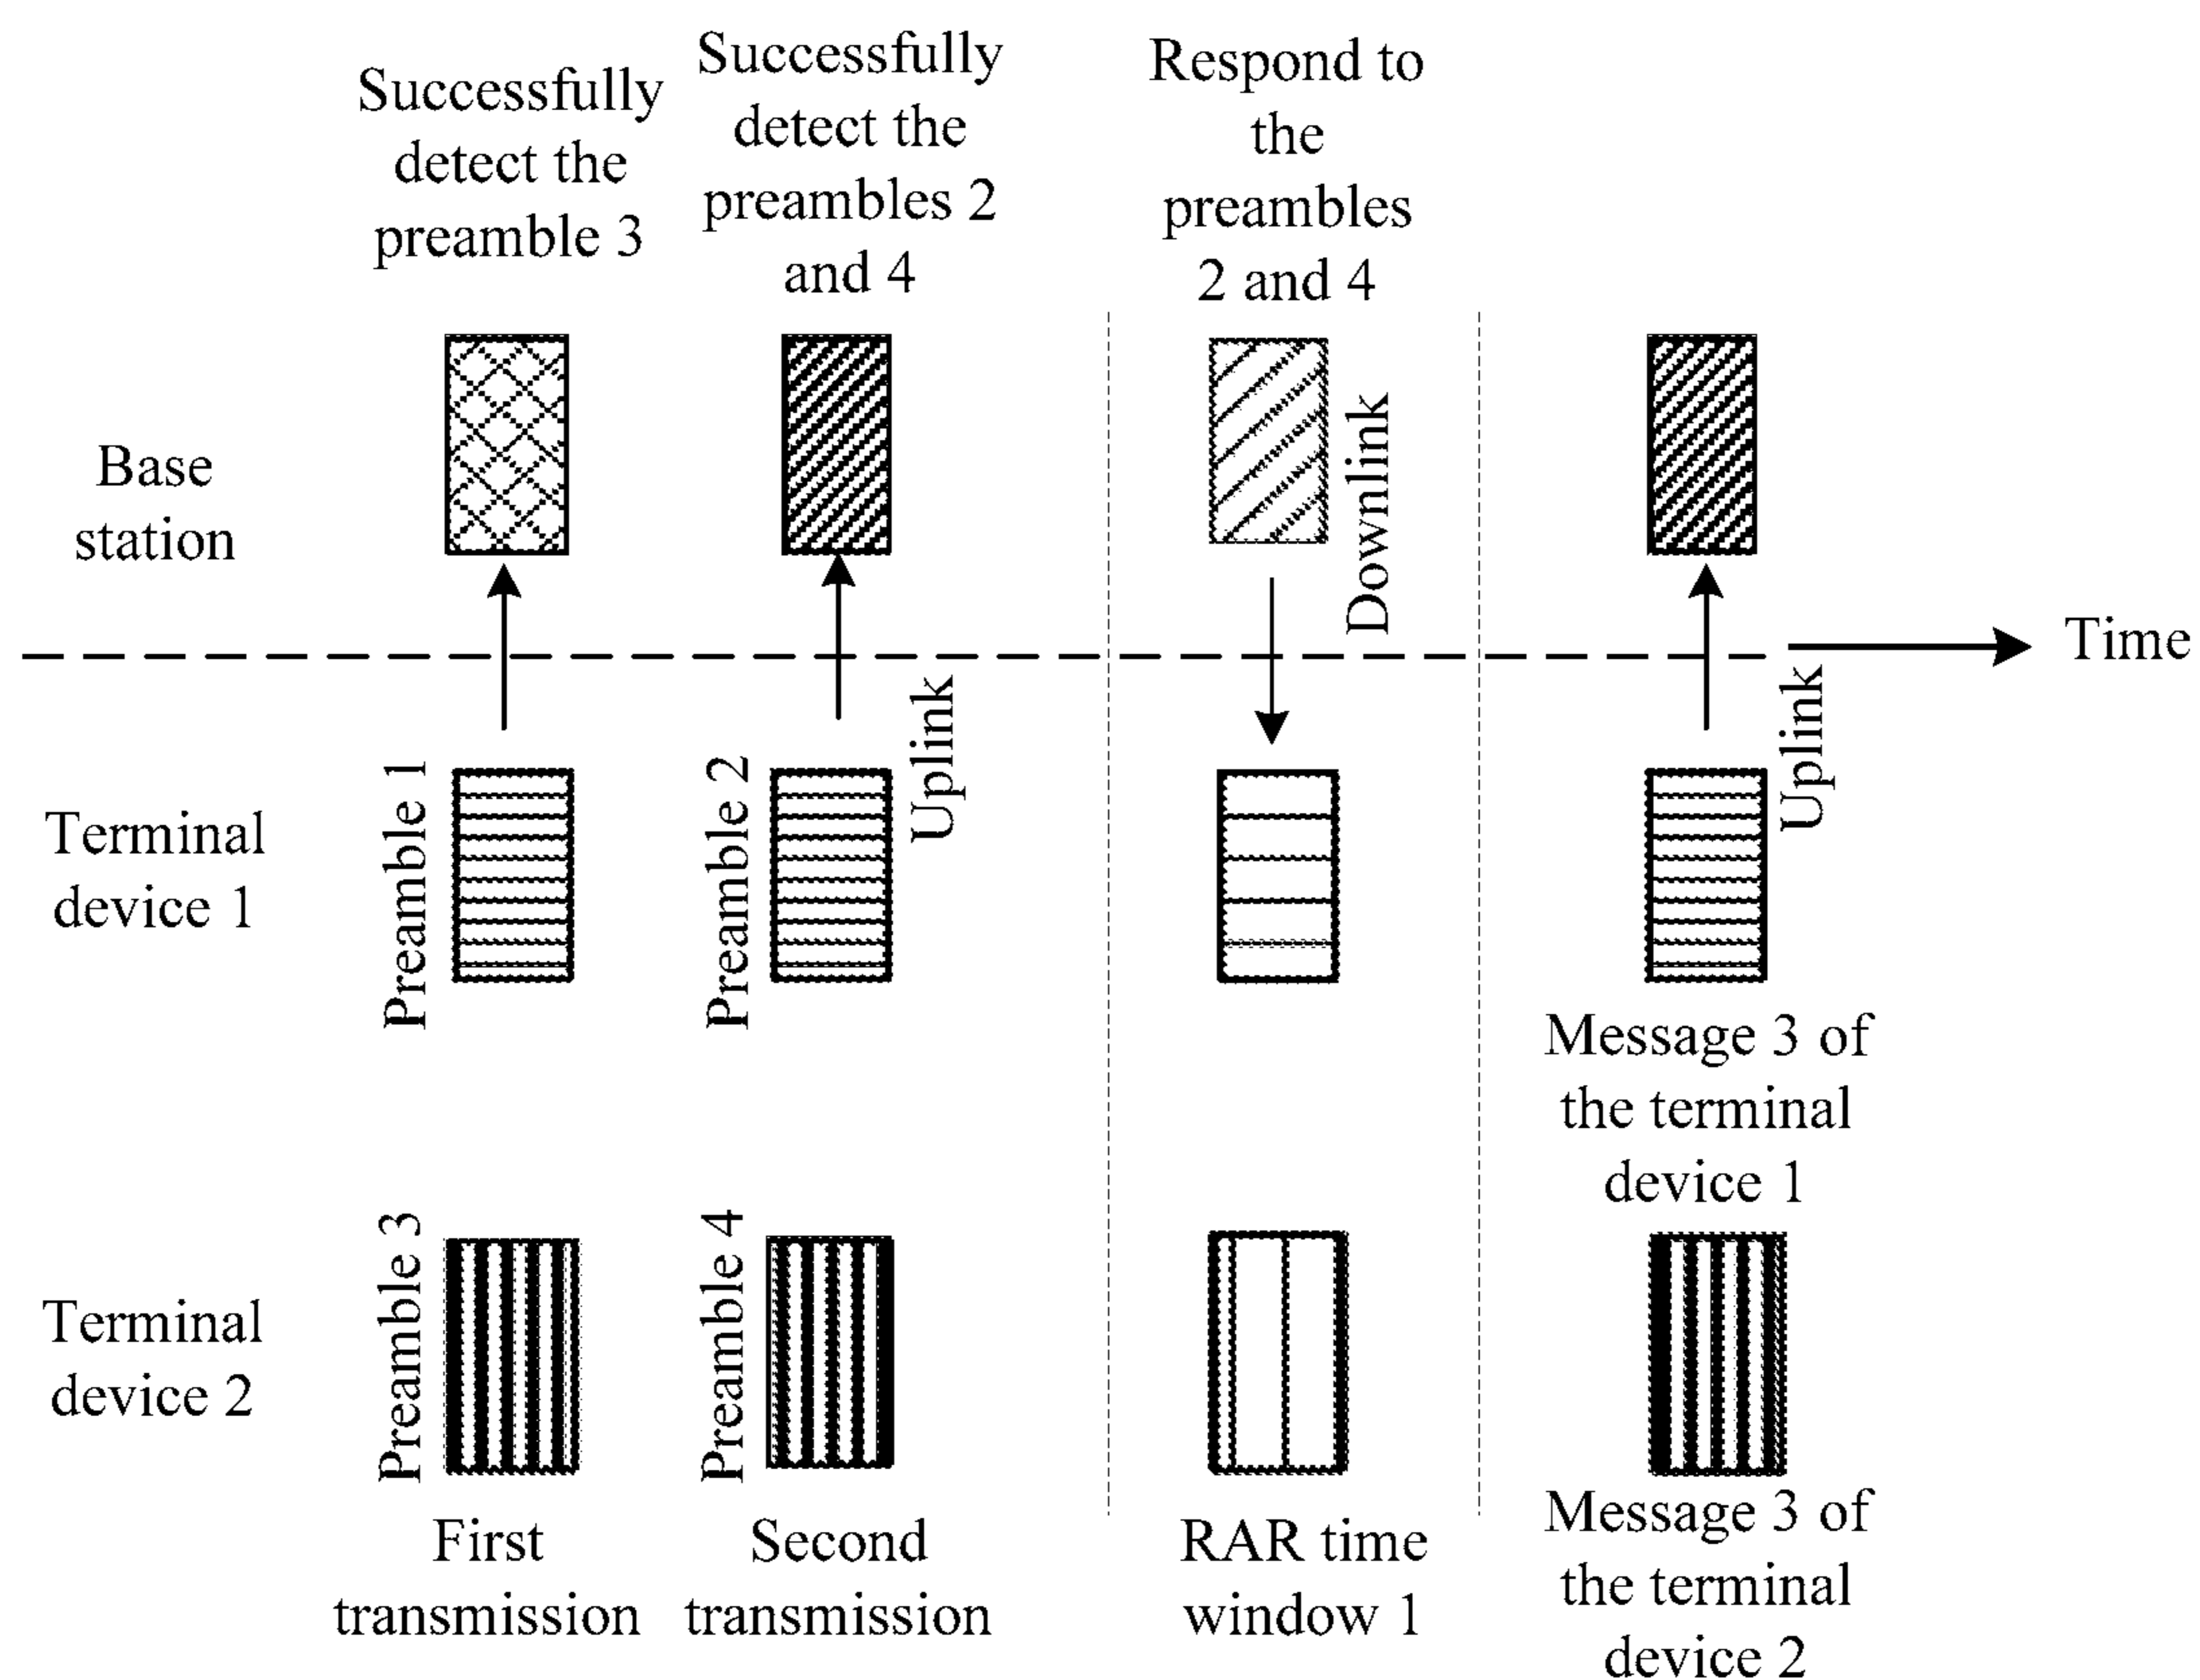 Successfully
detect the
preamble 3
Successfully
detect the
preambles 2
and 4
Respond to
the
preambles
2 and 4
Base
station
Downlink
Time
Uplink
Uplink
Terminal
device 1
Preamble 1
Preamble 2
Message 3 of
the terminal
device 1
Terminal
device 2
Preamble 3
Preamble 4
First
transmission
Second
transmission
RAR time
window 1
Message 3 of
the terminal
device 2